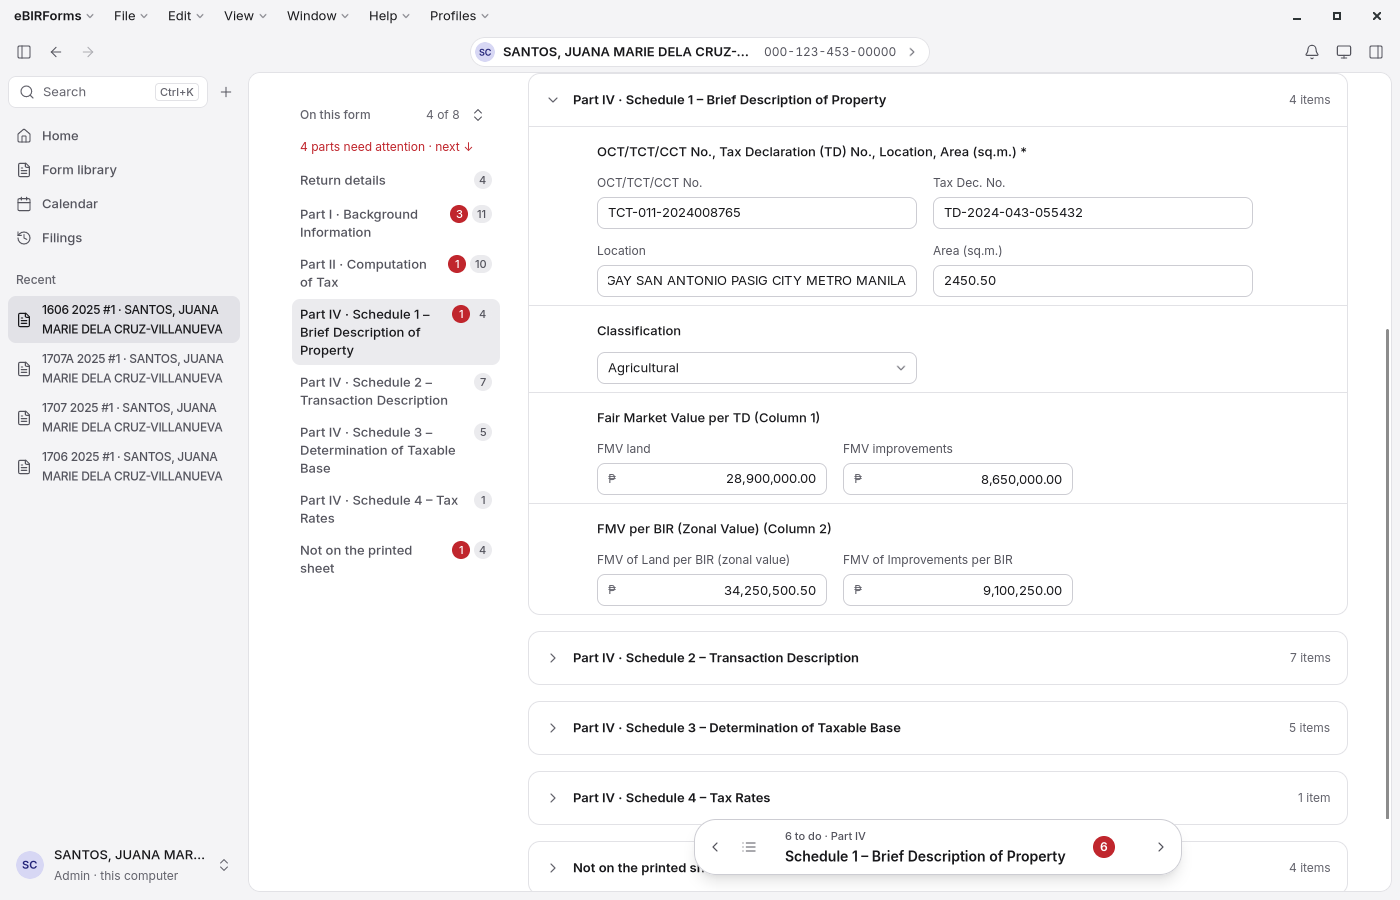 eBIRForms File Edit View Window Help Profiles
SC SANTOS, JUANA MARIE DELA CRUZ-... 000-123-453-00000
Search Ctrl+K
Home
Form library
Calendar
Filings
Recent
1606 2025 #1 · SANTOS, JUANA
MARIE DELA CRUZ-VILLANUEVA
1707A 2025 #1 · SANTOS, JUANA
MARIE DELA CRUZ-VILLANUEVA
1707 2025 #1 · SANTOS, JUANA
MARIE DELA CRUZ-VILLANUEVA
1706 2025 #1 · SANTOS, JUANA
MARIE DELA CRUZ-VILLANUEVA
SC SANTOS, JUANA MAR...
Admin · this computer
On this form 4 of 8
4 parts need attention · next ↓
Return details 4
Part I · Background 3 11
Information
Part II · Computation 1 10
of Tax
Part IV · Schedule 1 – 1 4
Brief Description of
Property
Part IV · Schedule 2 – 7
Transaction Description
Part IV · Schedule 3 – 5
Determination of Taxable
Base
Part IV · Schedule 4 – Tax 1
Rates
Not on the printed 1 4
sheet
Part IV · Schedule 1 – Brief Description of Property 4 items
OCT/TCT/CCT No., Tax Declaration (TD) No., Location, Area (sq.m.) *
OCT/TCT/CCT No. Tax Dec. No.
TCT-011-2024008765 TD-2024-043-055432
Location Area (sq.m.)
GAY SAN ANTONIO PASIG CITY METRO MANILA 2450.50
Classification
Agricultural
Fair Market Value per TD (Column 1)
FMV land FMV improvements
₱ 28,900,000.00 ₱ 8,650,000.00
FMV per BIR (Zonal Value) (Column 2)
FMV of Land per BIR (zonal value) FMV of Improvements per BIR
₱ 34,250,500.50 ₱ 9,100,250.00
Part IV · Schedule 2 – Transaction Description 7 items
Part IV · Schedule 3 – Determination of Taxable Base 5 items
Part IV · Schedule 4 – Tax Rates 1 item
Not on the printed 4 items
6 to do · Part IV
Schedule 1 – Brief Description of Property 6